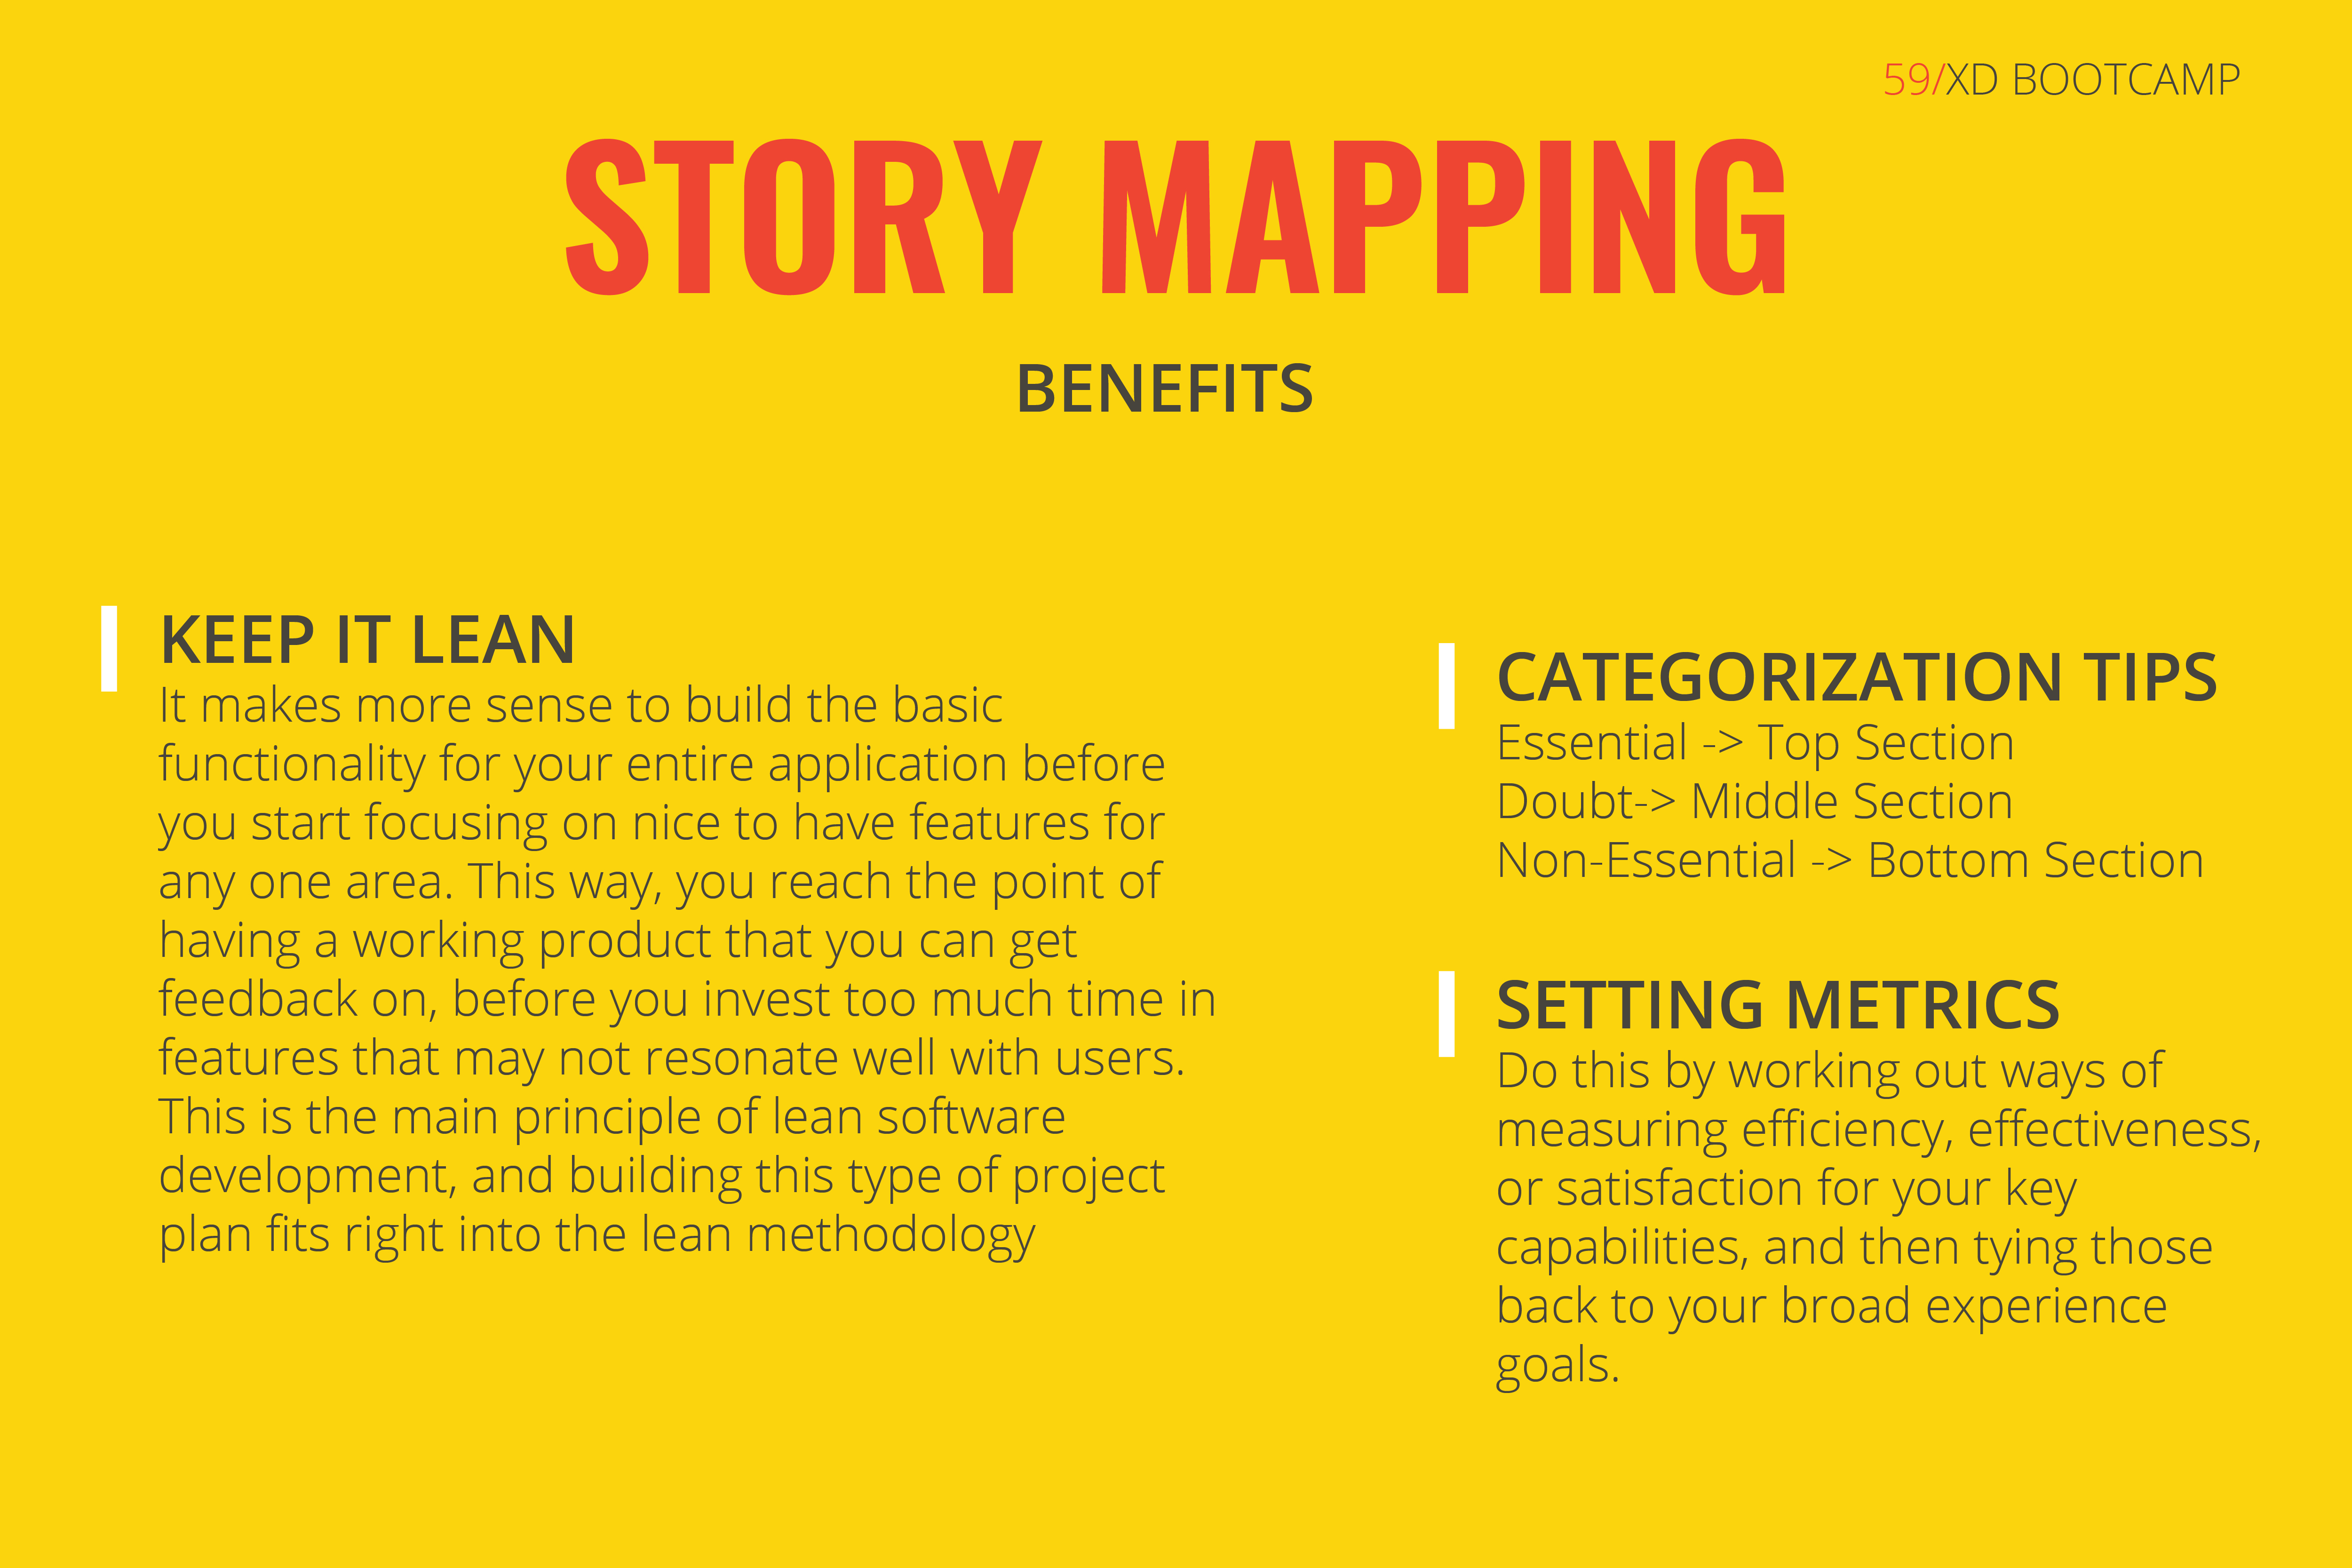 59/XD BOOTCAMP
STORY MAPPING
BENEFITS
KEEP IT LEAN
It makes more sense to build the basic
functionality for your entire application before
you start focusing on nice to have features for
any one area. This way, you reach the point of
having a working product that you can get
feedback on, before you invest too much time in
features that may not resonate well with users.
This is the main principle of lean software
development, and building this type of project
plan fits right into the lean methodology
CATEGORIZATION TIPS
Essential -> Top Section
Doubt-> Middle Section
Non-Essential -> Bottom Section
SETTING METRICS
Do this by working out ways of
measuring efficiency, effectiveness,
or satisfaction for your key
capabilities, and then tying those
back to your broad experience
goals.